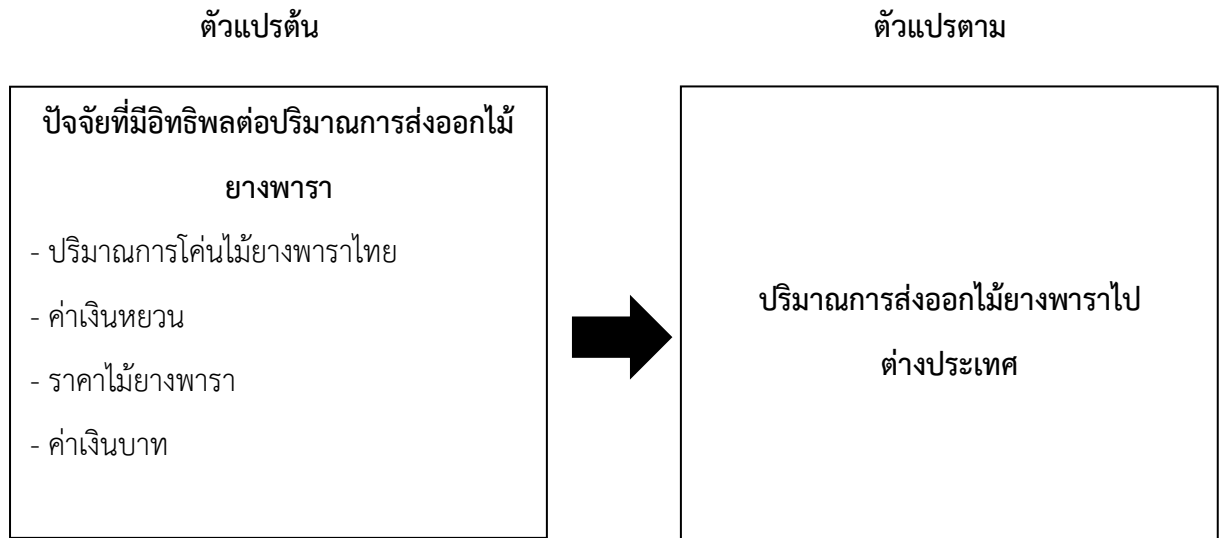 ตัวแปรต้น
ตัวแปรตาม
ปัจจัยที่มีอิทธิพลต่อปริมาณการส่งออกไม้
ยางพารา
- ปริมาณการโค่นไม้ยางพาราไทย
- ค่าเงินหยวน
- ราคาไม้ยางพารา
- ค่าเงินบาท
ปริมาณการส่งออกไม้ยางพาราไป
ต่างประเทศ